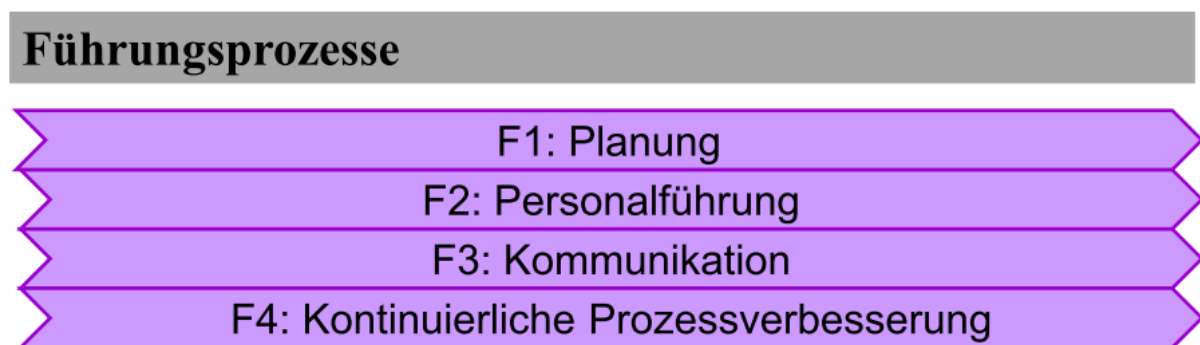 Führungsprozesse
F1: Planung
F2: Personalführung
F3: Kommunikation
F4: Kontinuierliche Prozessverbesserung